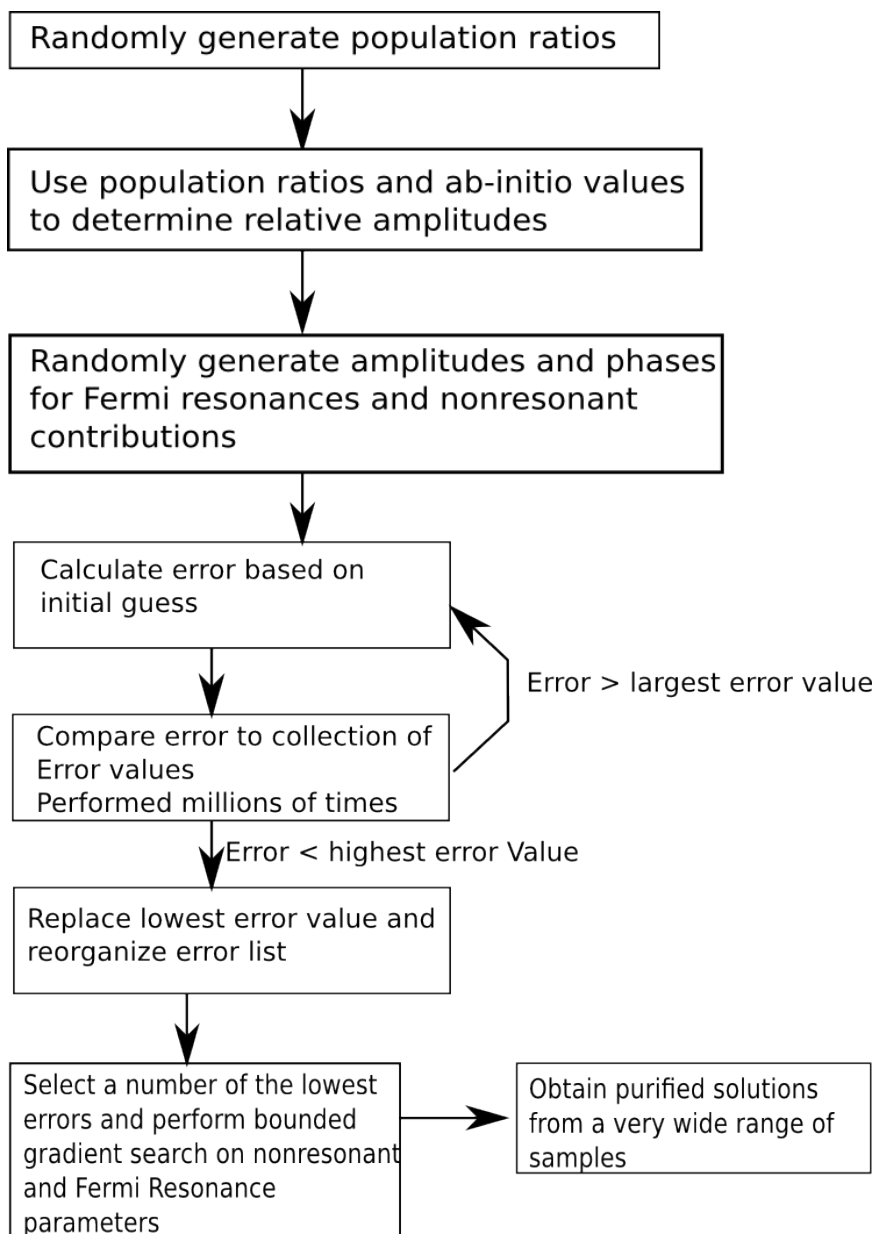 Randomly generate population ratios
Use population ratios and ab-initio values
to determine relative amplitudes
Randomly generate amplitudes and phases
for Fermi resonances and nonresonant
contributions
Calculate error based on
initial guess
Error > largest error value
Compare error to collection of
Error values
Performed millions of times
Error < highest error Value
Replace lowest error value and
reorganize error list
Select a number of the lowest
errors and perform bounded
gradient search on nonresonant
and Fermi Resonance
parameters
Obtain purified solutions
from a very wide range of
samples